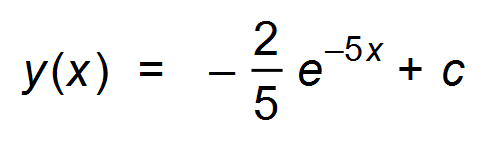 y(x) = −2/5 e^{−5x} + c